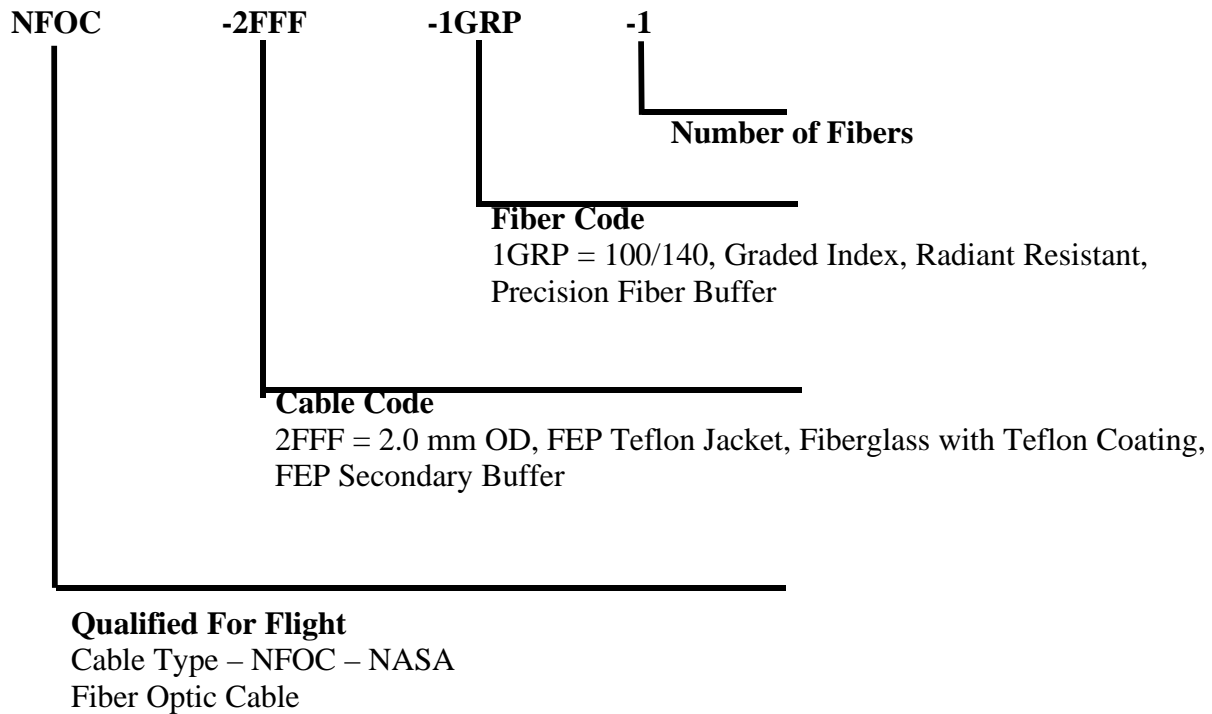 NFOC -2FFF -1GRP -1
Number of Fibers
Fiber Code
1GRP = 100/140, Graded Index, Radiant Resistant,
Precision Fiber Buffer
Cable Code
2FFF = 2.0 mm OD, FEP Teflon Jacket, Fiberglass with Teflon Coating,
FEP Secondary Buffer
Qualified For Flight
Cable Type – NFOC – NASA
Fiber Optic Cable